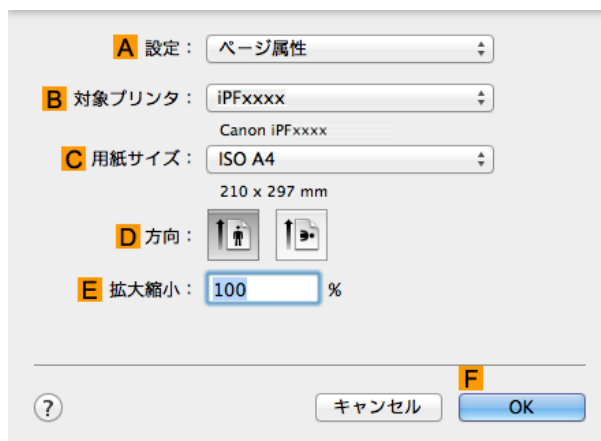 A 設定： ページ属性
B 対象プリンタ： iPFxxxx
Canon iPFxxxx
C 用紙サイズ： ISO A4
210 x 297 mm
D 方向：
E 拡大縮小： 100 %
F
? キャンセル OK